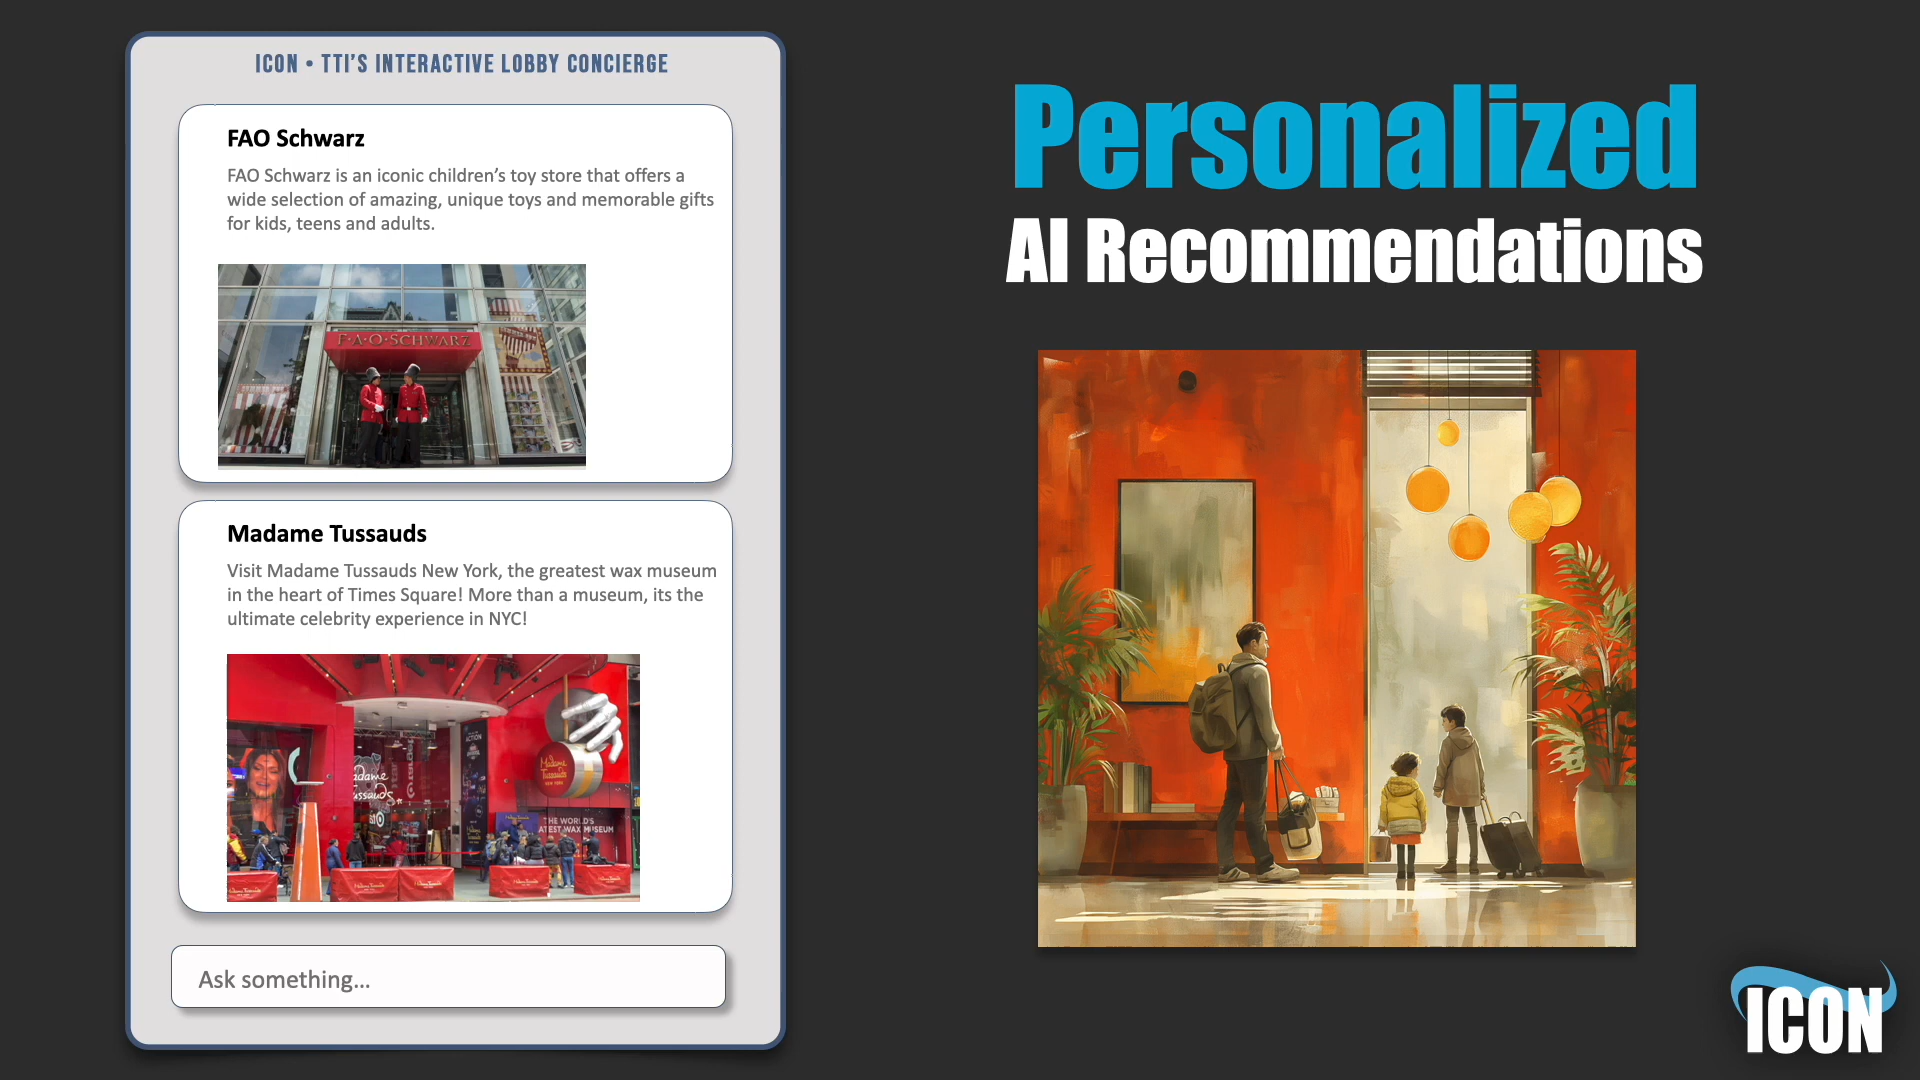 ICON • TTI'S INTERACTIVE LOBBY CONCIERGE
FAO Schwarz
FAO Schwarz is an iconic children's toy store that offers a
wide selection of amazing, unique toys and memorable gifts
for kids, teens and adults.
F·A·O·SCHWARZ
Madame Tussauds
Visit Madame Tussauds New York, the greatest wax museum
in the heart of Times Square! More than a museum, its the
ultimate celebrity experience in NYC!
ACTION
Madame
Tussauds
NEW YORK
THE WORLD'S
WAX MUSEUM
Ask something...
Personalized
AI Recommendations
ICON